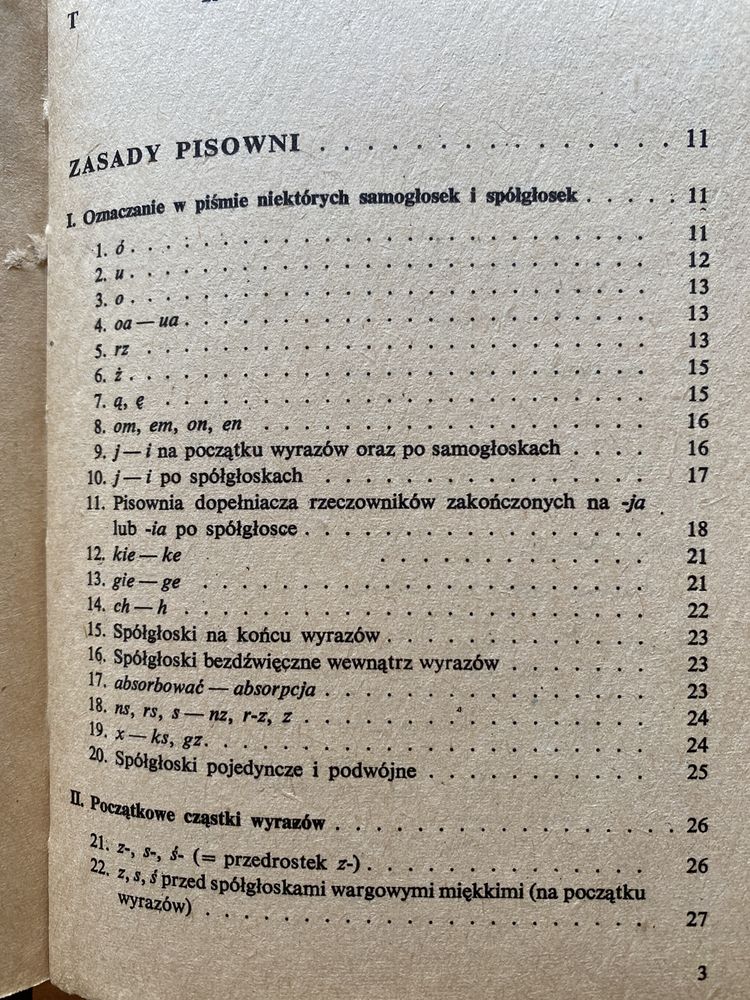 T
ZASADY PISOWNI . . . . . . . . . . . . . . . 11
I. Oznaczanie w piśmie niektórych samogłosek i spółgłosek . . . . . 11
1. ó . . . . . . . . . . . . . . . . . . . . 11
2. u . . . . . . . . . . . . . . . . . . . . 12
3. o . . . . . . . . . . . . . . . . . . . . 13
4. oa — ua . . . . . . . . . . . . . . . . . . 13
5. rz . . . . . . . . . . . . . . . . . . . 13
6. ż . . . . . . . . . . . . . . . . . . . . 15
7. ą, ę . . . . . . . . . . . . . . . . . . 15
8. om, em, on, en . . . . . . . . . . . . . . 16
9. j — i na początku wyrazów oraz po samogłoskach . . . . 16
10. j — i po spółgłoskach . . . . . . . . . . . . 17
11. Pisownia dopełniacza rzeczowników zakończonych na -ja
lub -ia po spółgłosce . . . . . . . . . . . . . 18
12. kie — ke . . . . . . . . . . . 21
13. gie — ge . . . . . . . . . . . . . . . . . 21
14. ch — h . . . . . . . . . . . . . . . . . . 22
15. Spółgłoski na końcu wyrazów . . . . . . . . . . 23
16. Spółgłoski bezdźwięczne wewnątrz wyrazów . . . . . 23
17. absorbować — absorpcja . . . . . . . . . . . . 23
18. ns, rs, s — nz, r-z, z . . . . . . . . . . . . . 24
19. x — ks, gz . . . . . . . . . . . . . . . . . 24
20. Spółgłoski pojedyncze i podwójne . . . . . . . . 25
II. Początkowe cząstki wyrazów . . . . . . . . . . . . . 26
21. z-, s-, ś- (= przedrostek z-) . . . . . . . . . . . 26
22. z, s, ś przed spółgłoskami wargowymi miękkimi (na początku
wyrazów) . . . . . . . . . . . . . . . . . 27
3